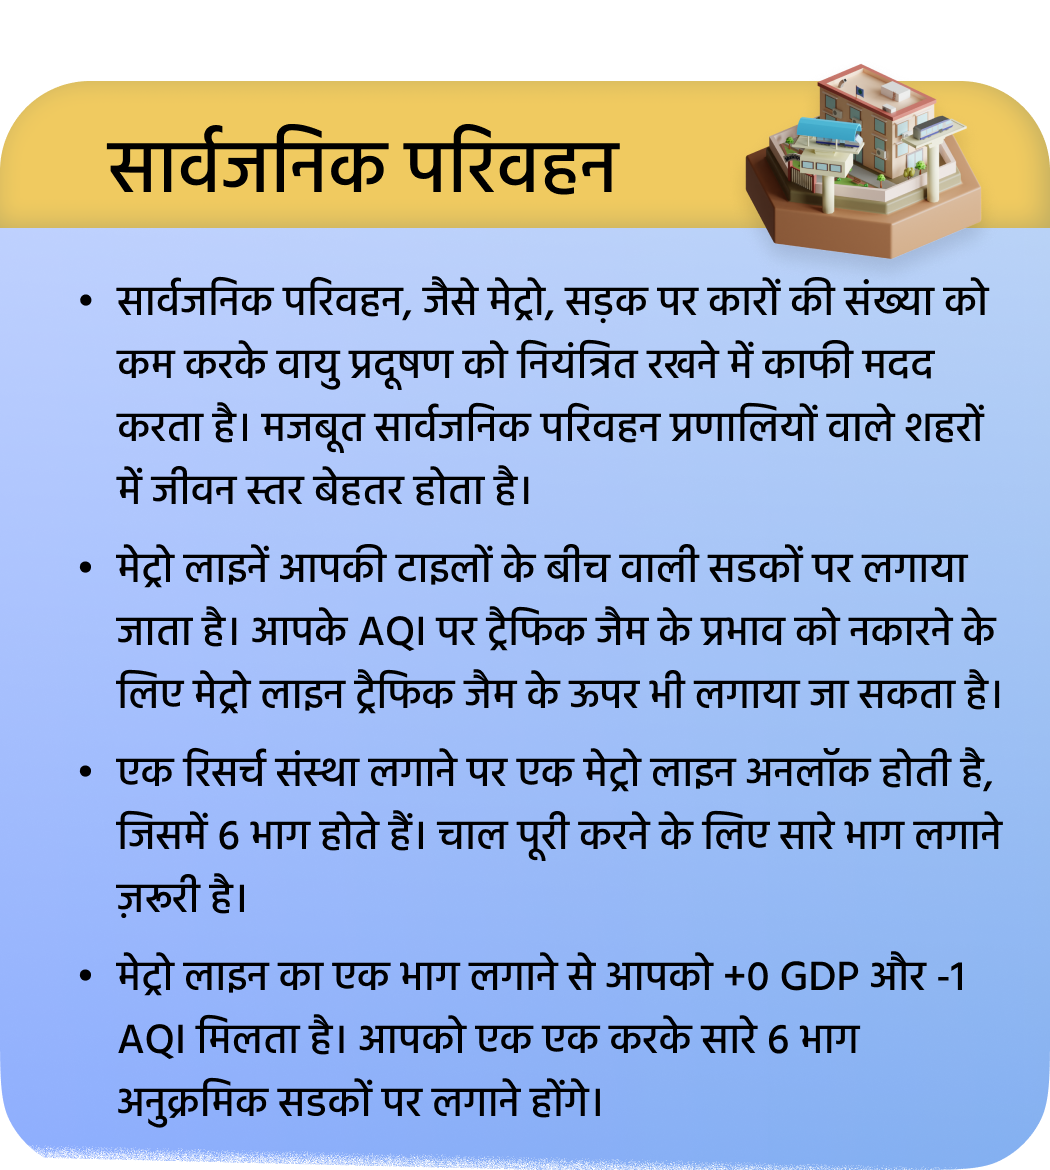 सार्वजनिक परिवहन
• सार्वजनिक परिवहन, जैसे मेट्रो, सड़क पर कारों की संख्या को
कम करके वायु प्रदूषण को नियंत्रित रखने में काफी मदद
करता है। मजबूत सार्वजनिक परिवहन प्रणालियों वाले शहरों
में जीवन स्तर बेहतर होता है।
• मेट्रो लाइनें आपकी टाइलों के बीच वाली सडकों पर लगाया
जाता है। आपके AQI पर ट्रैफिक जैम के प्रभाव को नकारने के
लिए मेट्रो लाइन ट्रैफिक जैम के ऊपर भी लगाया जा सकता है।
• एक रिसर्च संस्था लगाने पर एक मेट्रो लाइन अनलॉक होती है,
जिसमें 6 भाग होते हैं। चाल पूरी करने के लिए सारे भाग लगाने
ज़रूरी है।
• मेट्रो लाइन का एक भाग लगाने से आपको +0 GDP और -1
AQI मिलता है। आपको एक एक करके सारे 6 भाग
अनुक्रमिक सडकों पर लगाने होंगे।